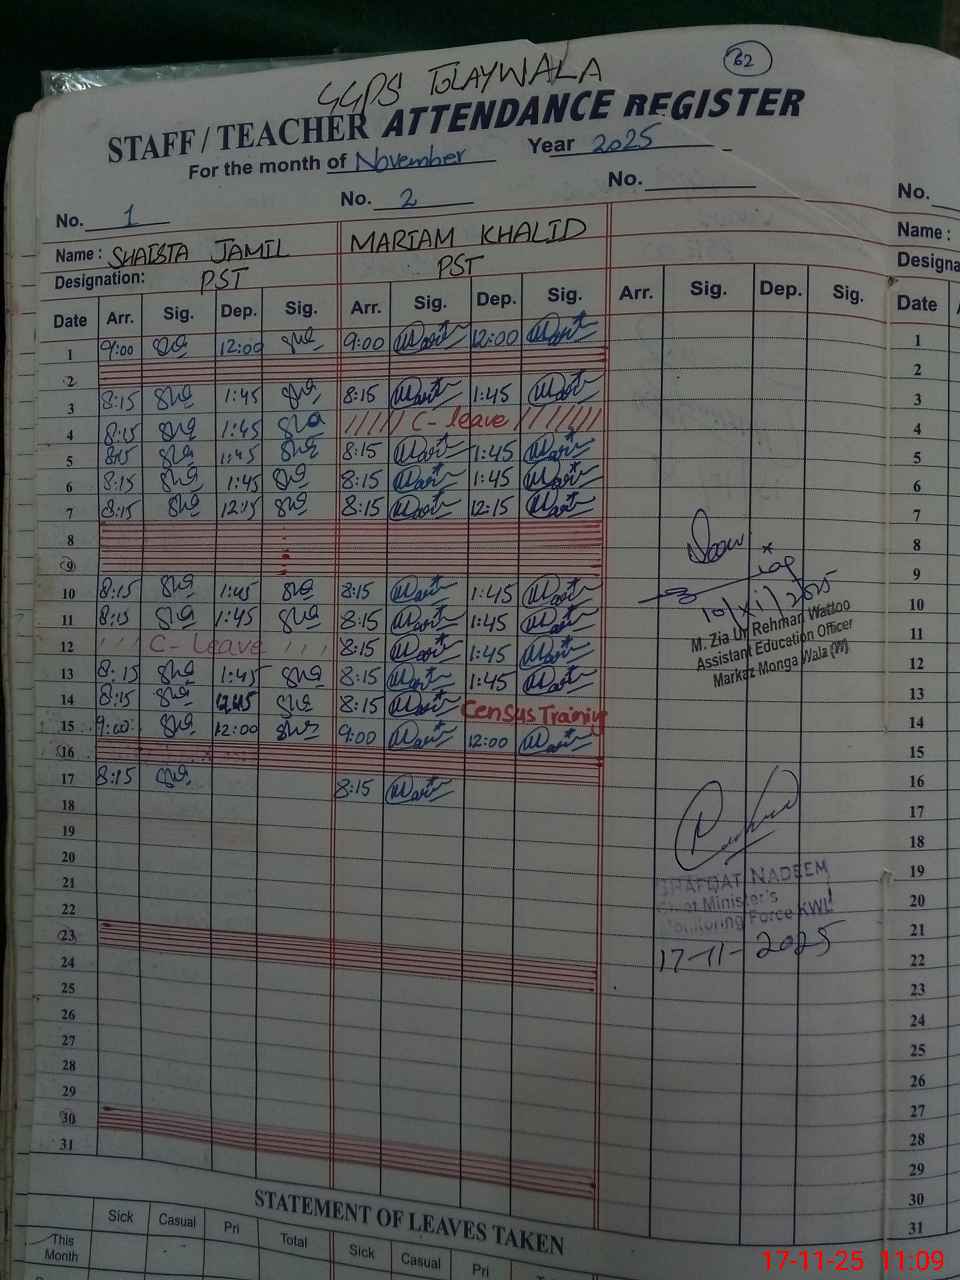 62
GGPS TOLAYWALA
STAFF / TEACHER ATTENDANCE REGISTER
For the month of November Year 2025
No. 1 No. 2 No. No.
Name : SHAISTA JAMIL MARIAM KHALID Name :
Designation: PST PST Designa
Date Arr. Sig. Dep. Sig. Arr. Sig. Dep. Sig. Arr. Sig. Dep. Sig. Date
1 9:00 12:00 9:00 12:00 1
2 2
3 8:15 1:45 8:15 1:45 3
4 8:15 1:45 C-leave 4
5 8:15 1:45 8:15 1:45 5
6 8:15 1:45 8:15 1:45 6
7 8:15 12:15 8:15 12:15 7
8 8
9 9
10 8:15 1:45 8:15 1:45 10
11 8:15 1:45 8:15 1:45 11
12 C-Leave 8:15 1:45 12
13 8:15 1:45 8:15 1:45 13
14 8:15 8:15 Census Training 14
15 9:00 12:00 9:00 12:00 15
16 16
17 8:15 8:15 17
18 18
19 19
20 20
21 21
22 22
23 23
24 24
25 25
26 26
27 27
28 28
29 29
30 30
31 31
10/xi/2025
M. Zia Ur Rehman Wattoo
Assistant Education Officer
Markaz Monga Wala (W)
SHAFQAT NADEEM
Chief Minister's
Monitoring Force KWL
17-11-2025
STATEMENT OF LEAVES TAKEN
Sick Casual Pri Total Sick Casual Pri
This
Month
17-11-25 11:09